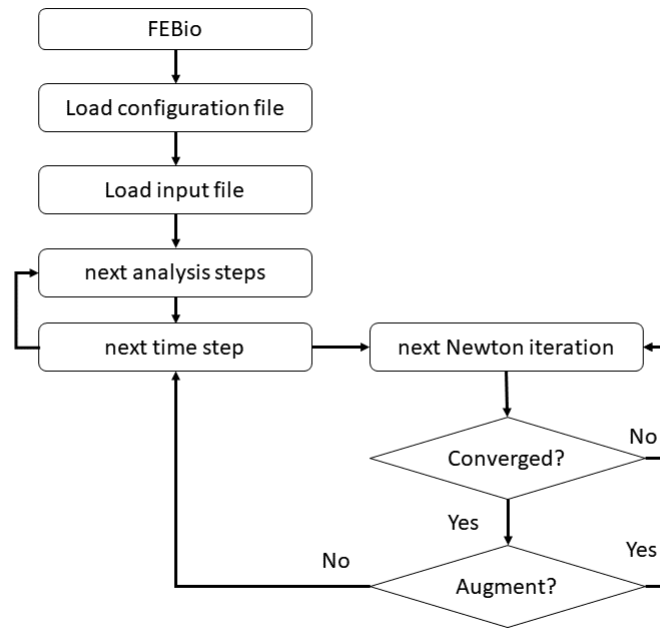 FEBio
Load configuration file
Load input file
next analysis steps
next time step
next Newton iteration
Converged?
No
Yes
No
Augment?
Yes